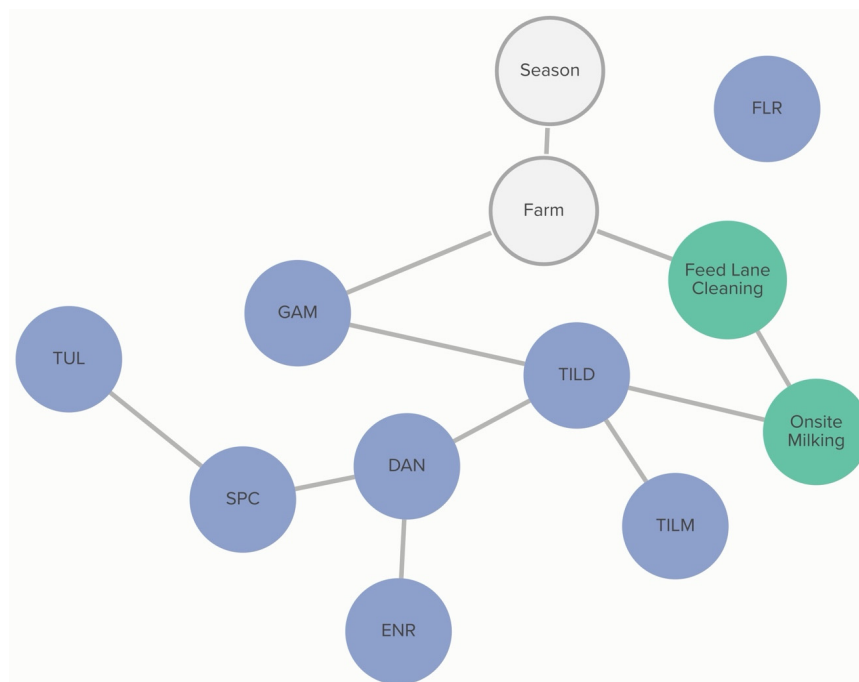 Season
FLR
Farm
Feed Lane
Cleaning
GAM
TUL
TILD
Onsite
Milking
DAN
SPC
TILM
ENR